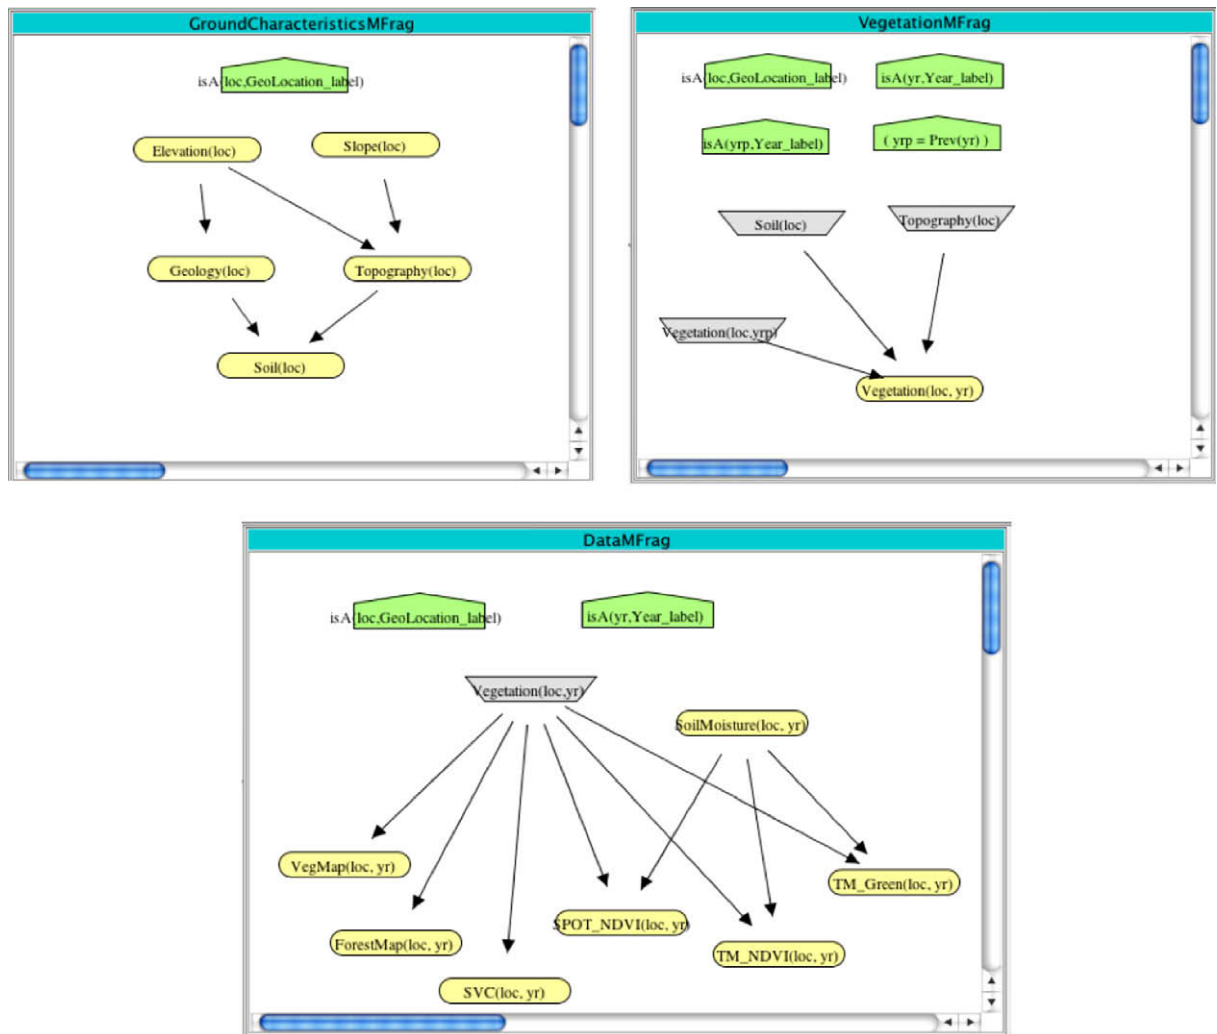 GroundCharacteristicsMFrag
isA(loc,GeoLocation_label)
Elevation(loc)
Slope(loc)
Geology(loc)
Topography(loc)
Soil(loc)
VegetationMFrag
isA(loc,GeoLocation_label)
isA(yr,Year_label)
isA(yrp,Year_label)
( yrp = Prev(yr) )
Soil(loc)
Topography(loc)
Vegetation(loc,yrp)
Vegetation(loc, yr)
DataMFrag
isA(loc,GeoLocation_label)
isA(yr,Year_label)
Vegetation(loc,yr)
SoilMoisture(loc, yr)
VegMap(loc, yr)
TM_Green(loc, yr)
SPOT_NDVI(loc, yr)
ForestMap(loc, yr)
TM_NDVI(loc, yr)
SVC(loc, yr)